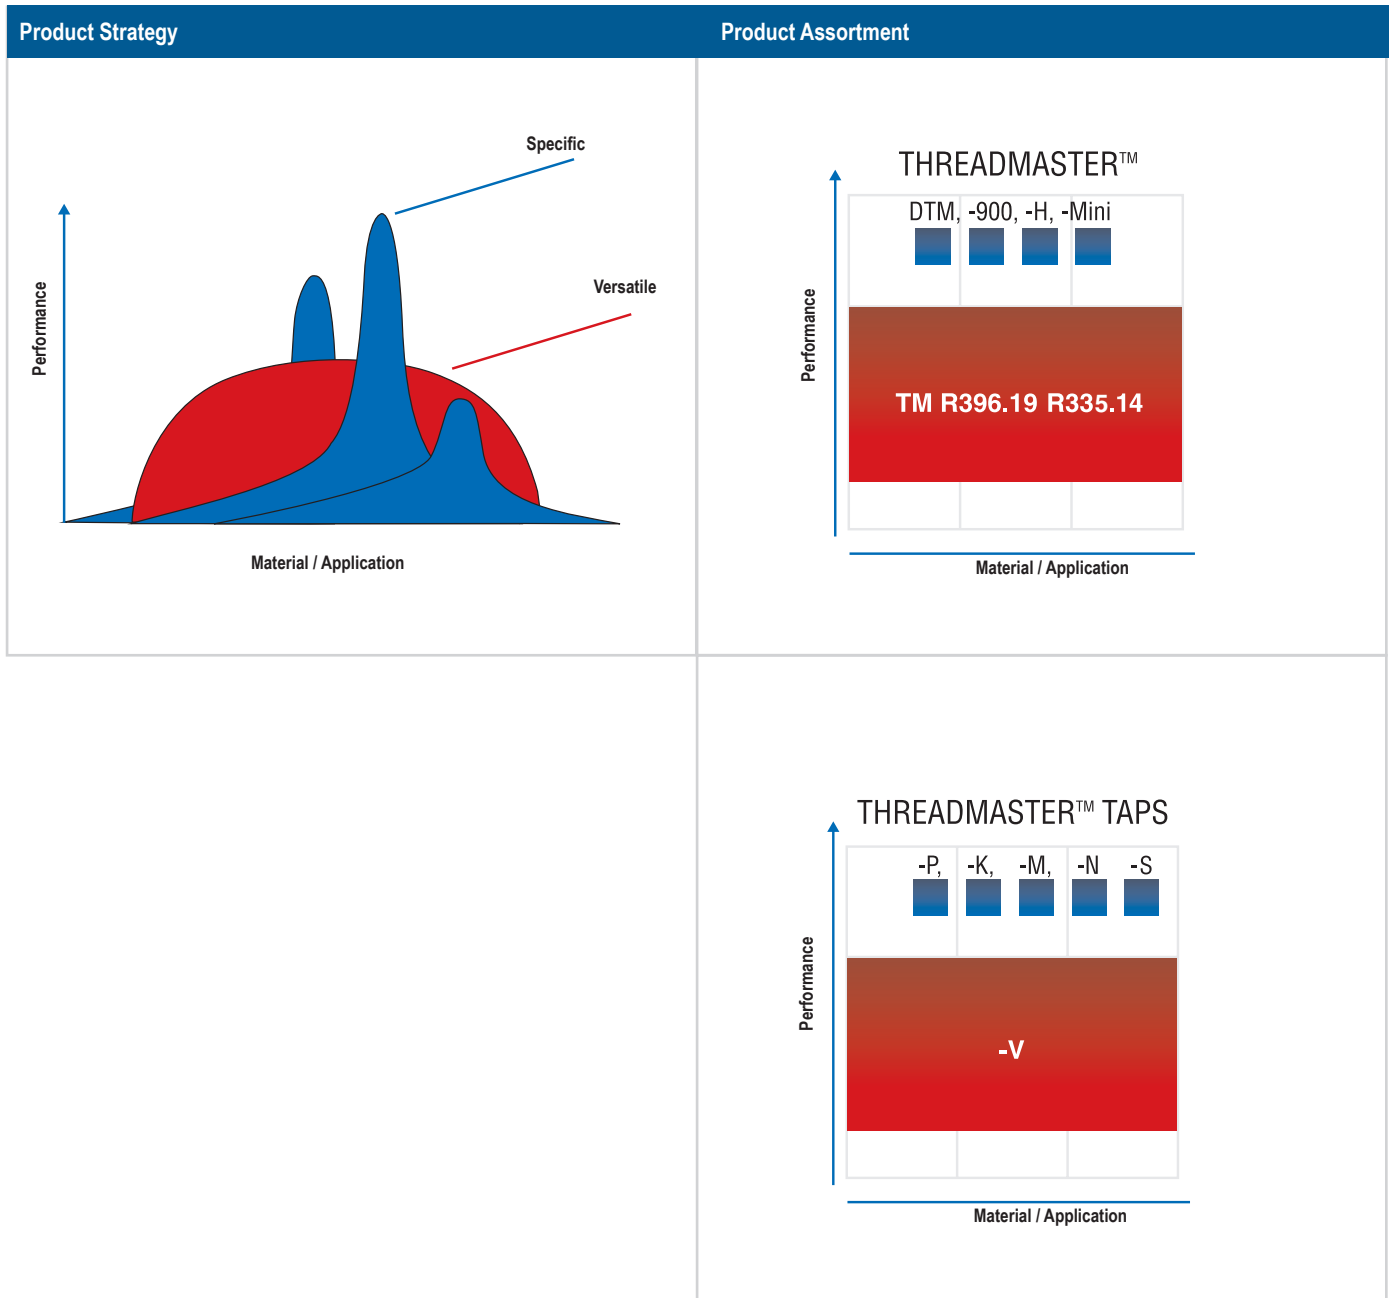 Product Strategy
Product Assortment
Specific
Versatile
Performance
Material / Application
THREADMASTER™
DTM, -900, -H, -Mini
Performance
TM R396.19 R335.14
Material / Application
THREADMASTER™ TAPS
-P, -K, -M, -N -S
Performance
-V
Material / Application